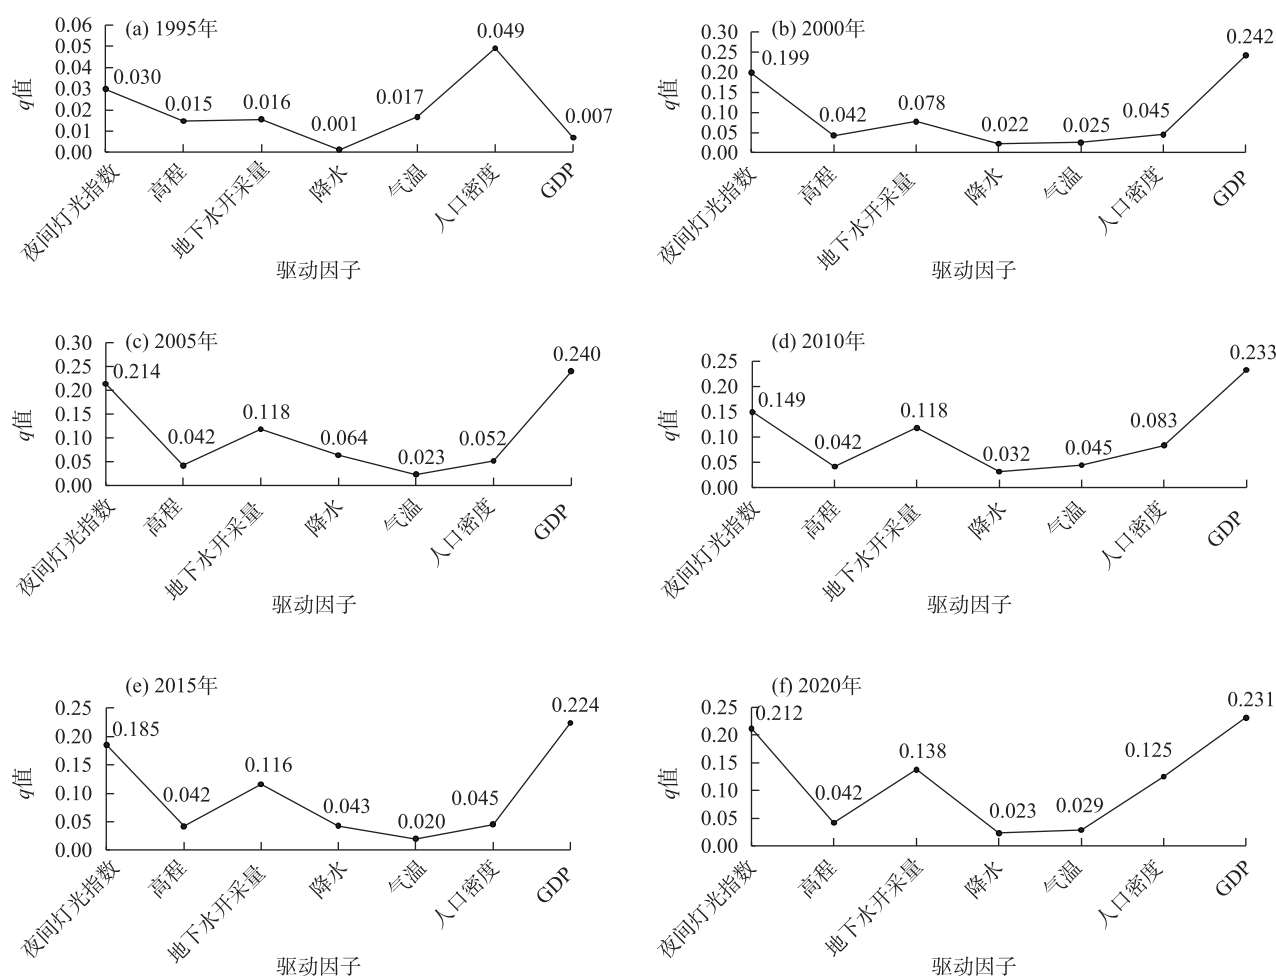 (a) 1995年
q值
0.06
0.05
0.04
0.03
0.02
0.01
0.00
0.030
0.015
0.016
0.001
0.017
0.049
0.007
夜间灯光指数
高程
地下水开采量
降水
气温
人口密度
GDP
驱动因子
(b) 2000年
q值
0.30
0.25
0.20
0.15
0.10
0.05
0.00
0.199
0.042
0.078
0.022
0.025
0.045
0.242
夜间灯光指数
高程
地下水开采量
降水
气温
人口密度
GDP
驱动因子
(c) 2005年
q值
0.30
0.25
0.20
0.15
0.10
0.05
0.00
0.214
0.042
0.118
0.064
0.023
0.052
0.240
夜间灯光指数
高程
地下水开采量
降水
气温
人口密度
GDP
驱动因子
(d) 2010年
q值
0.25
0.20
0.15
0.10
0.05
0.00
0.149
0.042
0.118
0.032
0.045
0.083
0.233
夜间灯光指数
高程
地下水开采量
降水
气温
人口密度
GDP
驱动因子
(e) 2015年
q值
0.25
0.20
0.15
0.10
0.05
0.00
0.185
0.042
0.116
0.043
0.020
0.045
0.224
夜间灯光指数
高程
地下水开采量
降水
气温
人口密度
GDP
驱动因子
(f) 2020年
q值
0.25
0.20
0.15
0.10
0.05
0.00
0.212
0.042
0.138
0.023
0.029
0.125
0.231
夜间灯光指数
高程
地下水开采量
降水
气温
人口密度
GDP
驱动因子